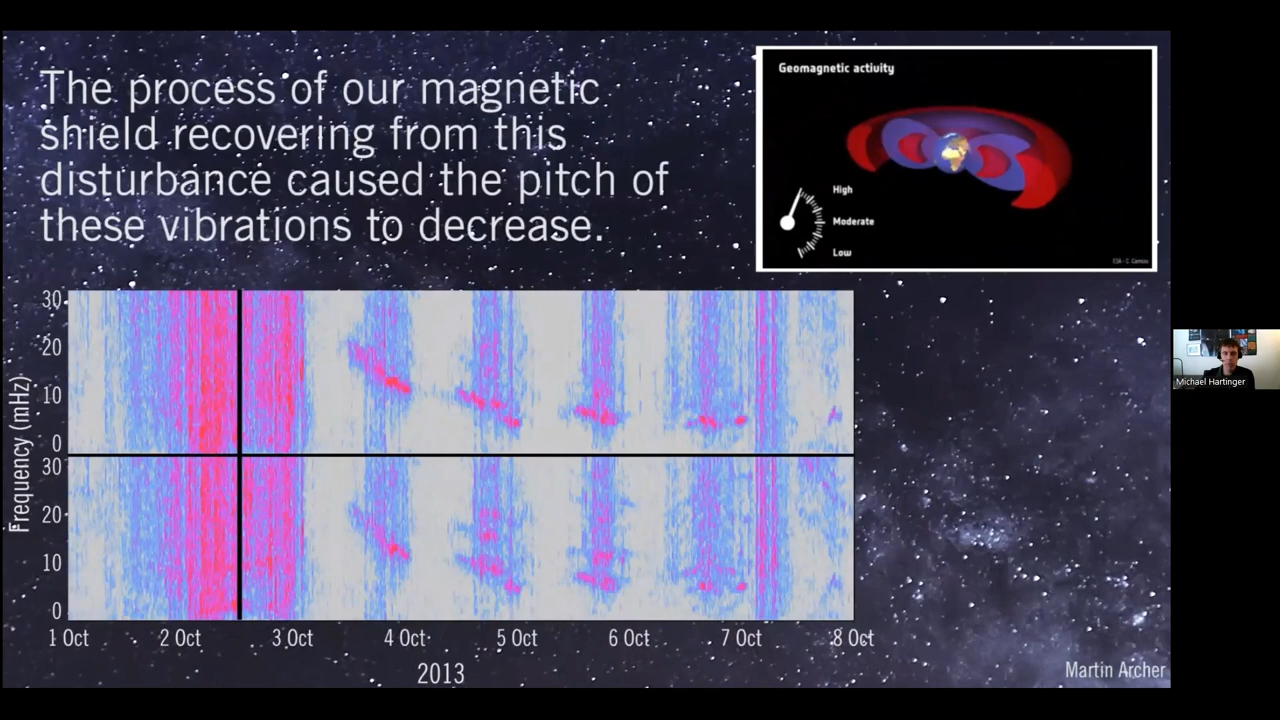 The process of our magnetic
shield recovering from this
disturbance caused the pitch of
these vibrations to decrease.
Geomagnetic activity
High
Moderate
Low
ESA - C. Carreau
Michael Hartinger
Frequency (mHz)
30
20
10
0
30
20
10
0
1 Oct
2 Oct
3 Oct
4 Oct
5 Oct
6 Oct
7 Oct
8 Oct
2013
Martin Archer